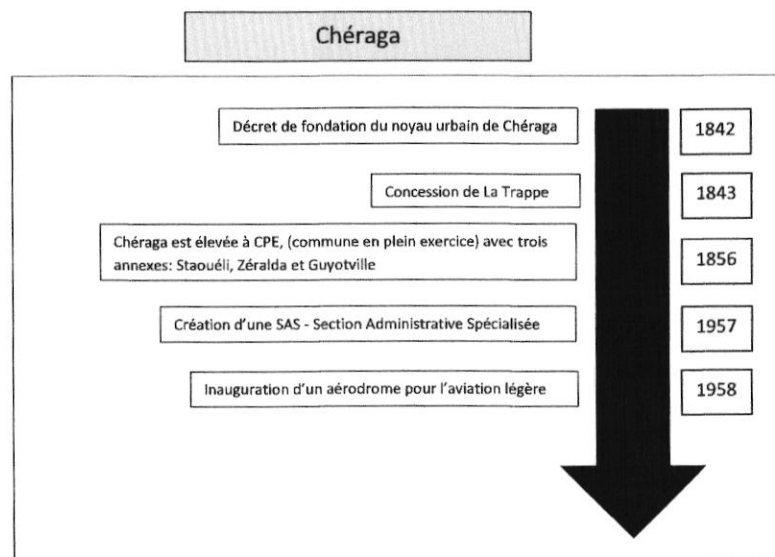 Chéraga
Décret de fondation du noyau urbain de Chéraga
1842
Concession de La Trappe
1843
Chéraga est élevée à CPE, (commune en plein exercice) avec trois
annexes: Staouéli, Zéralda et Guyotville
1856
Création d'une SAS - Section Administrative Spécialisée
1957
Inauguration d'un aérodrome pour l'aviation légère
1958